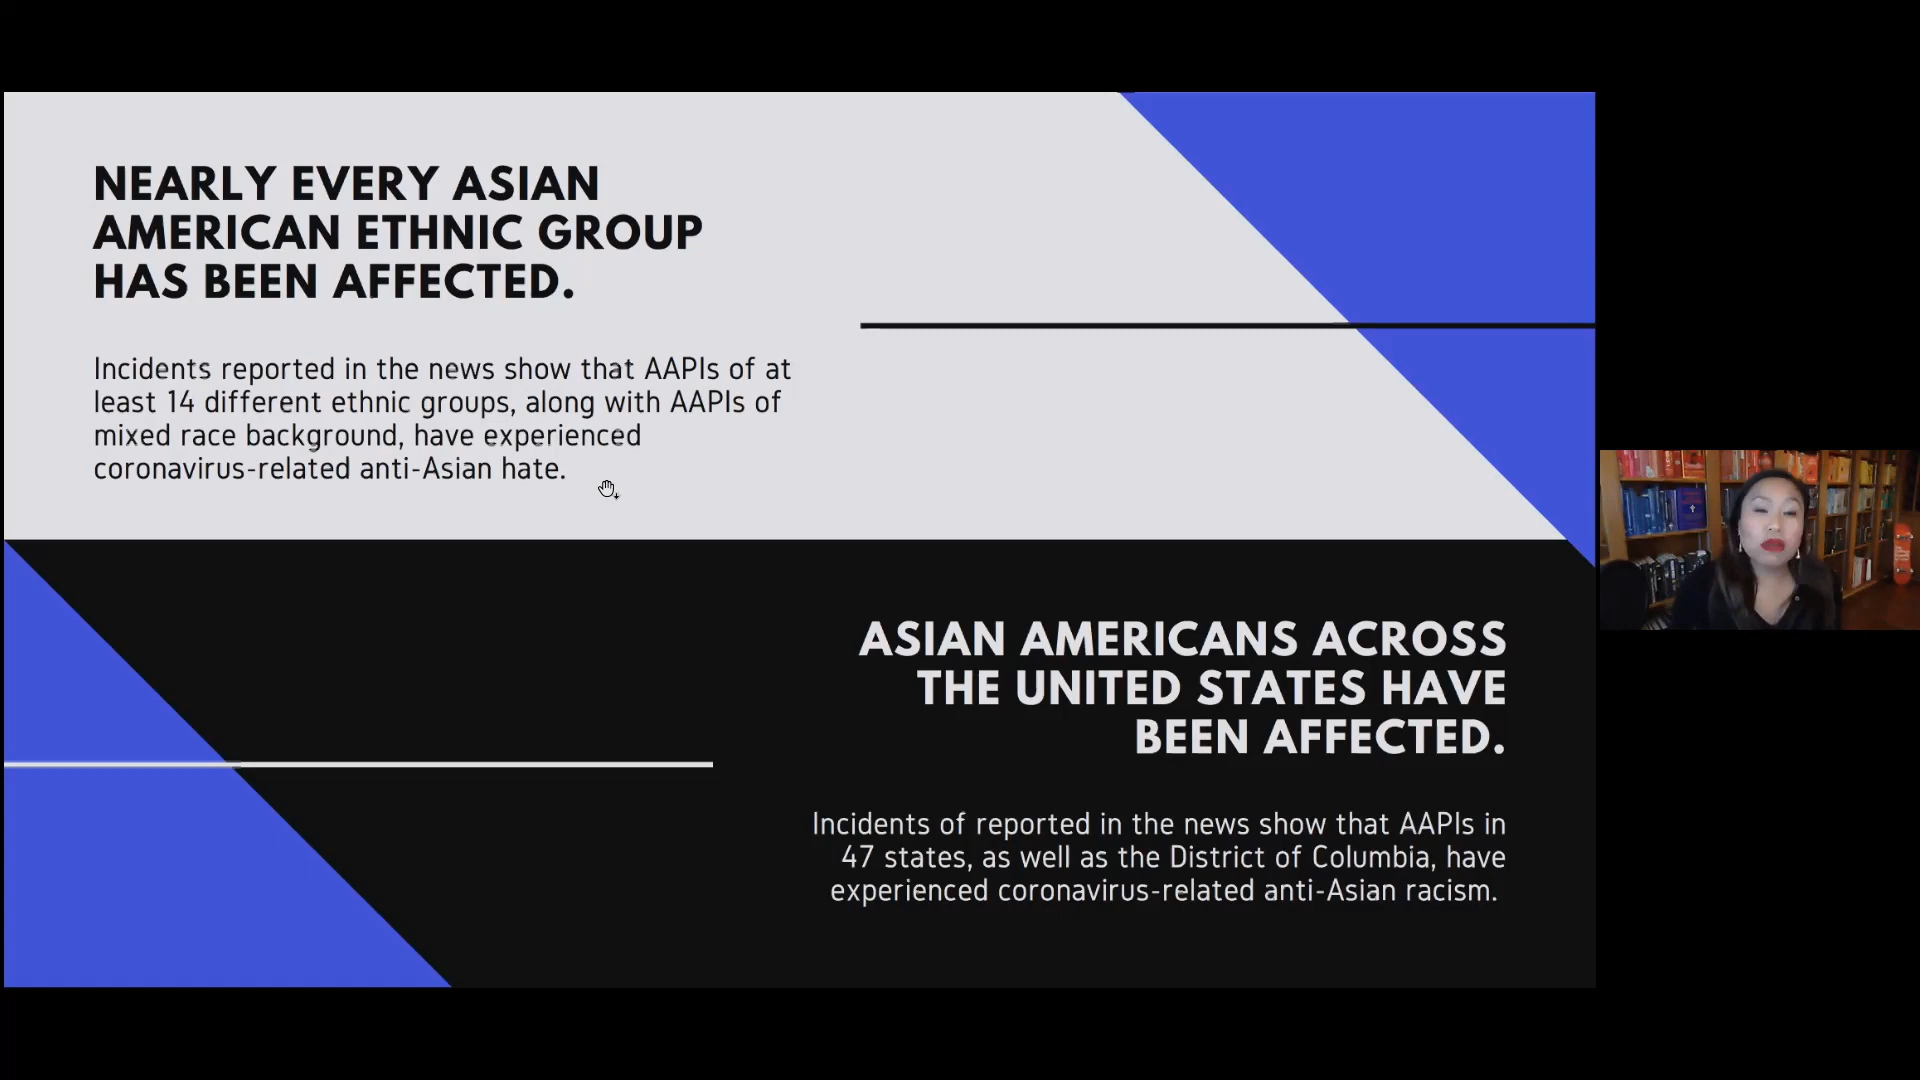 NEARLY EVERY ASIAN
AMERICAN ETHNIC GROUP
HAS BEEN AFFECTED.
Incidents reported in the news show that AAPIs of at
least 14 different ethnic groups, along with AAPIs of
mixed race background, have experienced
coronavirus-related anti-Asian hate.
ASIAN AMERICANS ACROSS
THE UNITED STATES HAVE
BEEN AFFECTED.
Incidents of reported in the news show that AAPIs in
47 states, as well as the District of Columbia, have
experienced coronavirus-related anti-Asian racism.